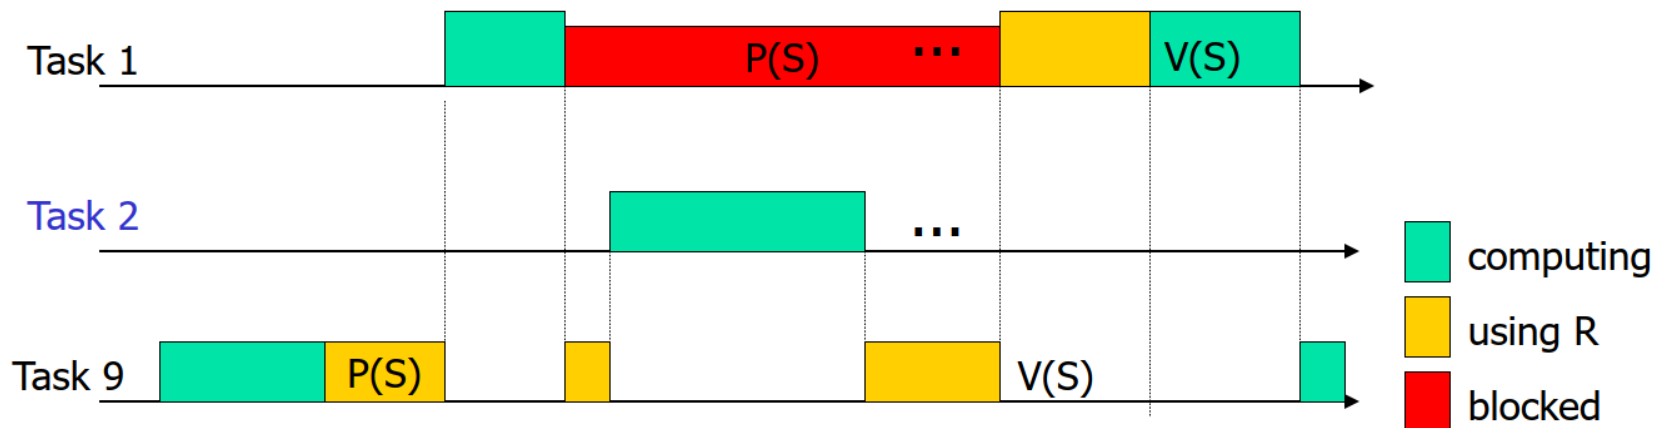 Task 1
P(S)
...
V(S)
Task 2
...
computing
using R
Task 9
P(S)
V(S)
blocked